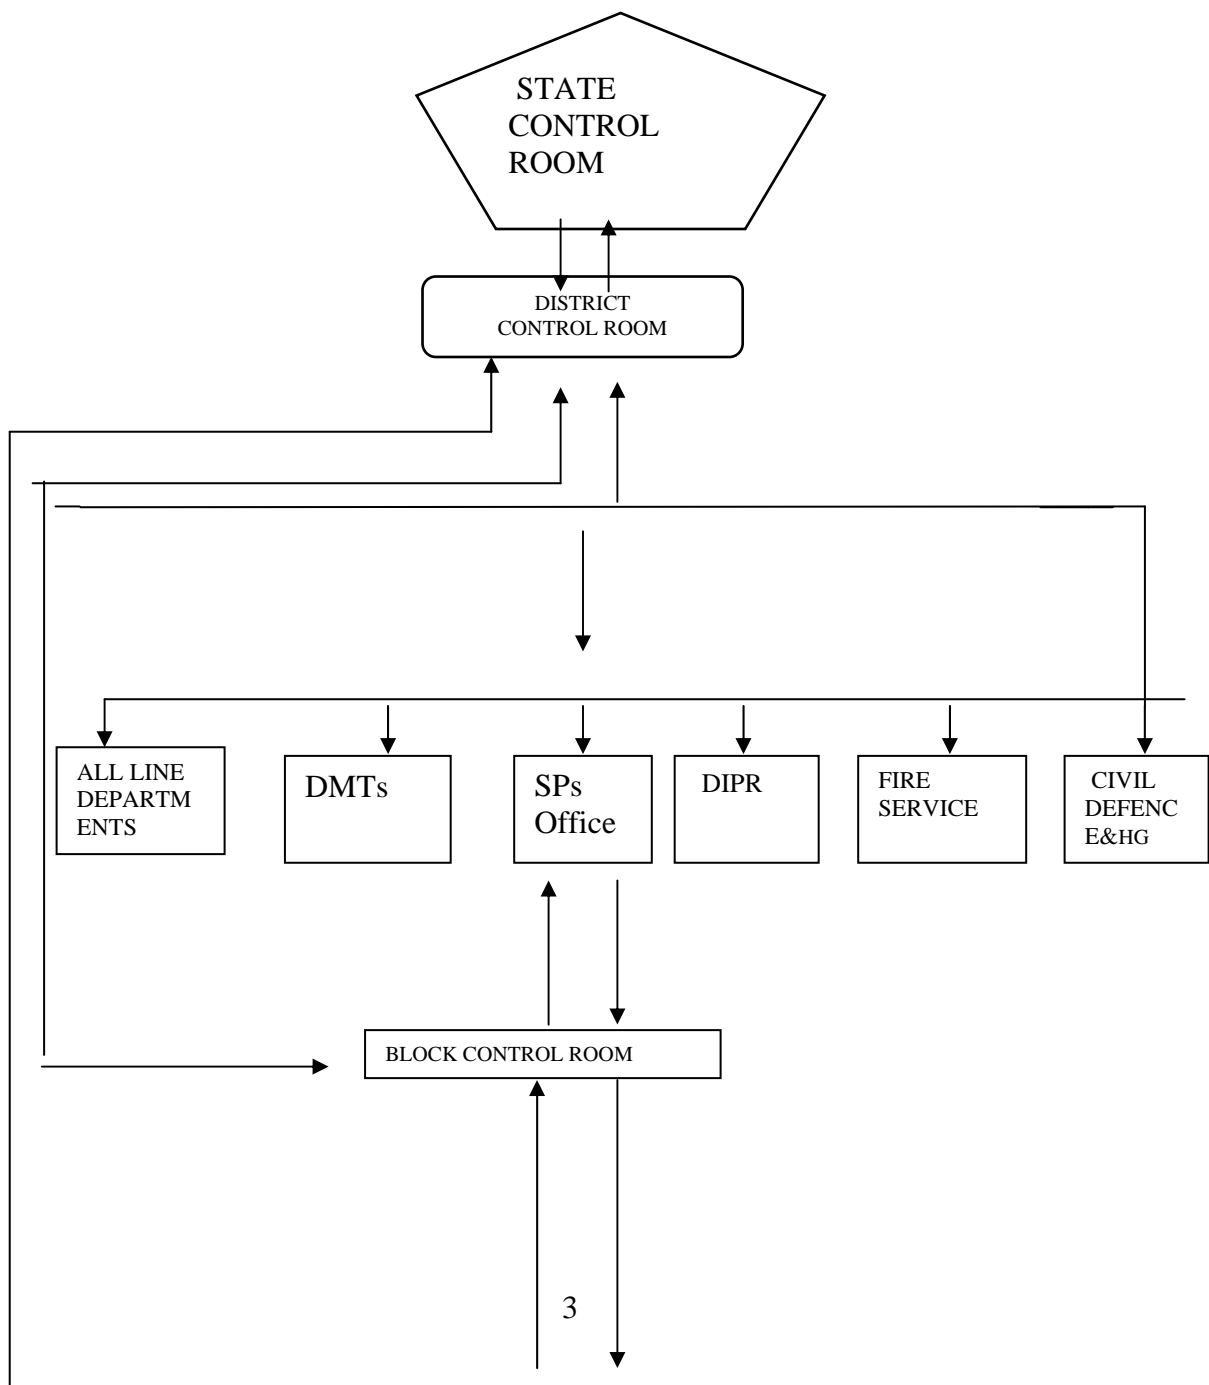 STATE
CONTROL
ROOM
DISTRICT
CONTROL ROOM
ALL LINE
DEPARTM
ENTS
DMTs
SPs
Office
DIPR
FIRE
SERVICE
CIVIL
DEFENC
E&HG
BLOCK CONTROL ROOM
3